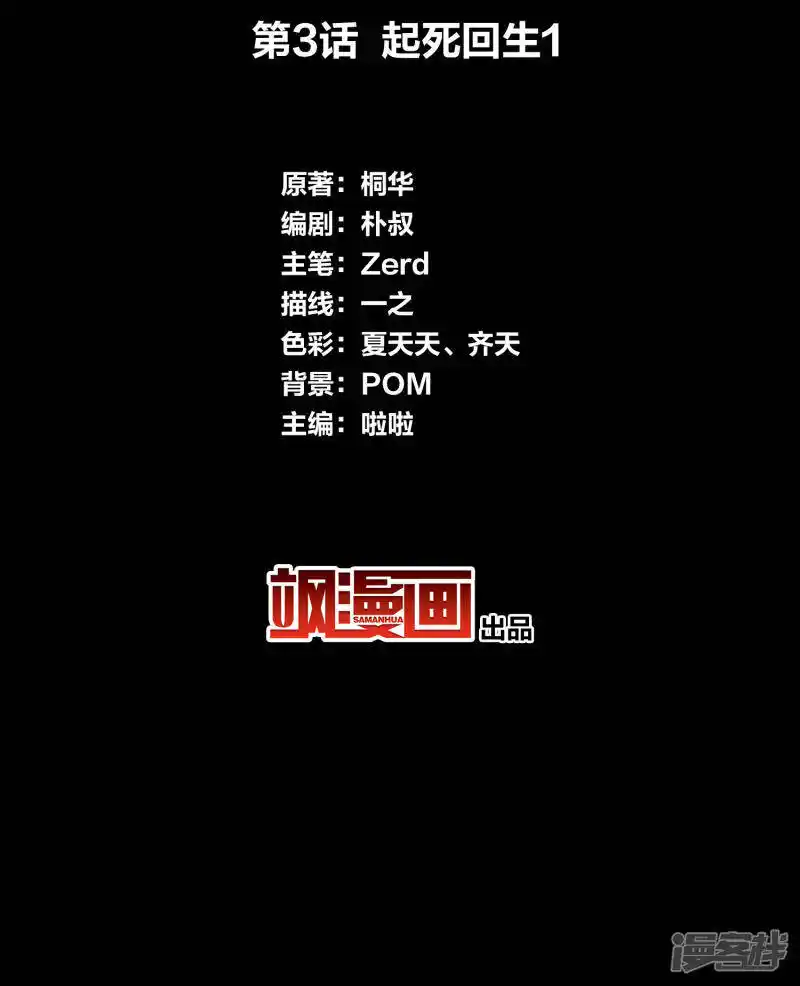 第3话 起死回生1
原著：桐华
编剧：朴叔
主笔：Zerd
描线：一之
色彩：夏天天、齐天
背景：POM
主编：啦啦
飒漫画
SAMANHUA
出品
漫客栈